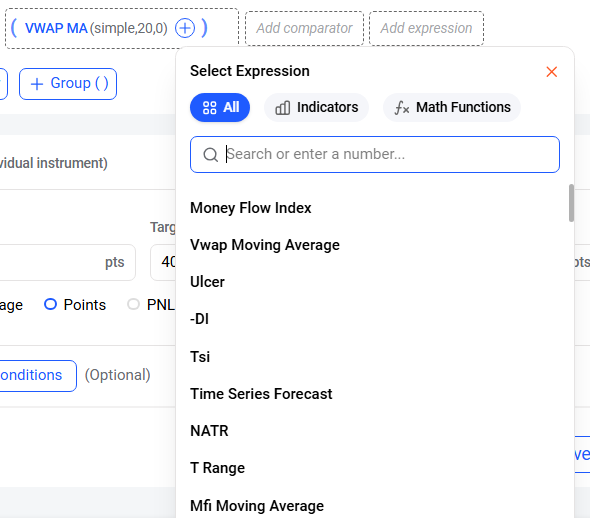 ( VWAP MA (simple,20,0) + ) Add comparator Add expression
+ Group ( )
Select Expression
All Indicators fx Math Functions
Search or enter a number...
vidual instrument)
Money Flow Index
Targ
Vwap Moving Average
pts 40 pts
Ulcer
age Points PNL
-DI
Tsi
onditions (Optional)
Time Series Forecast
NATR
ve
T Range
Mfi Moving Average